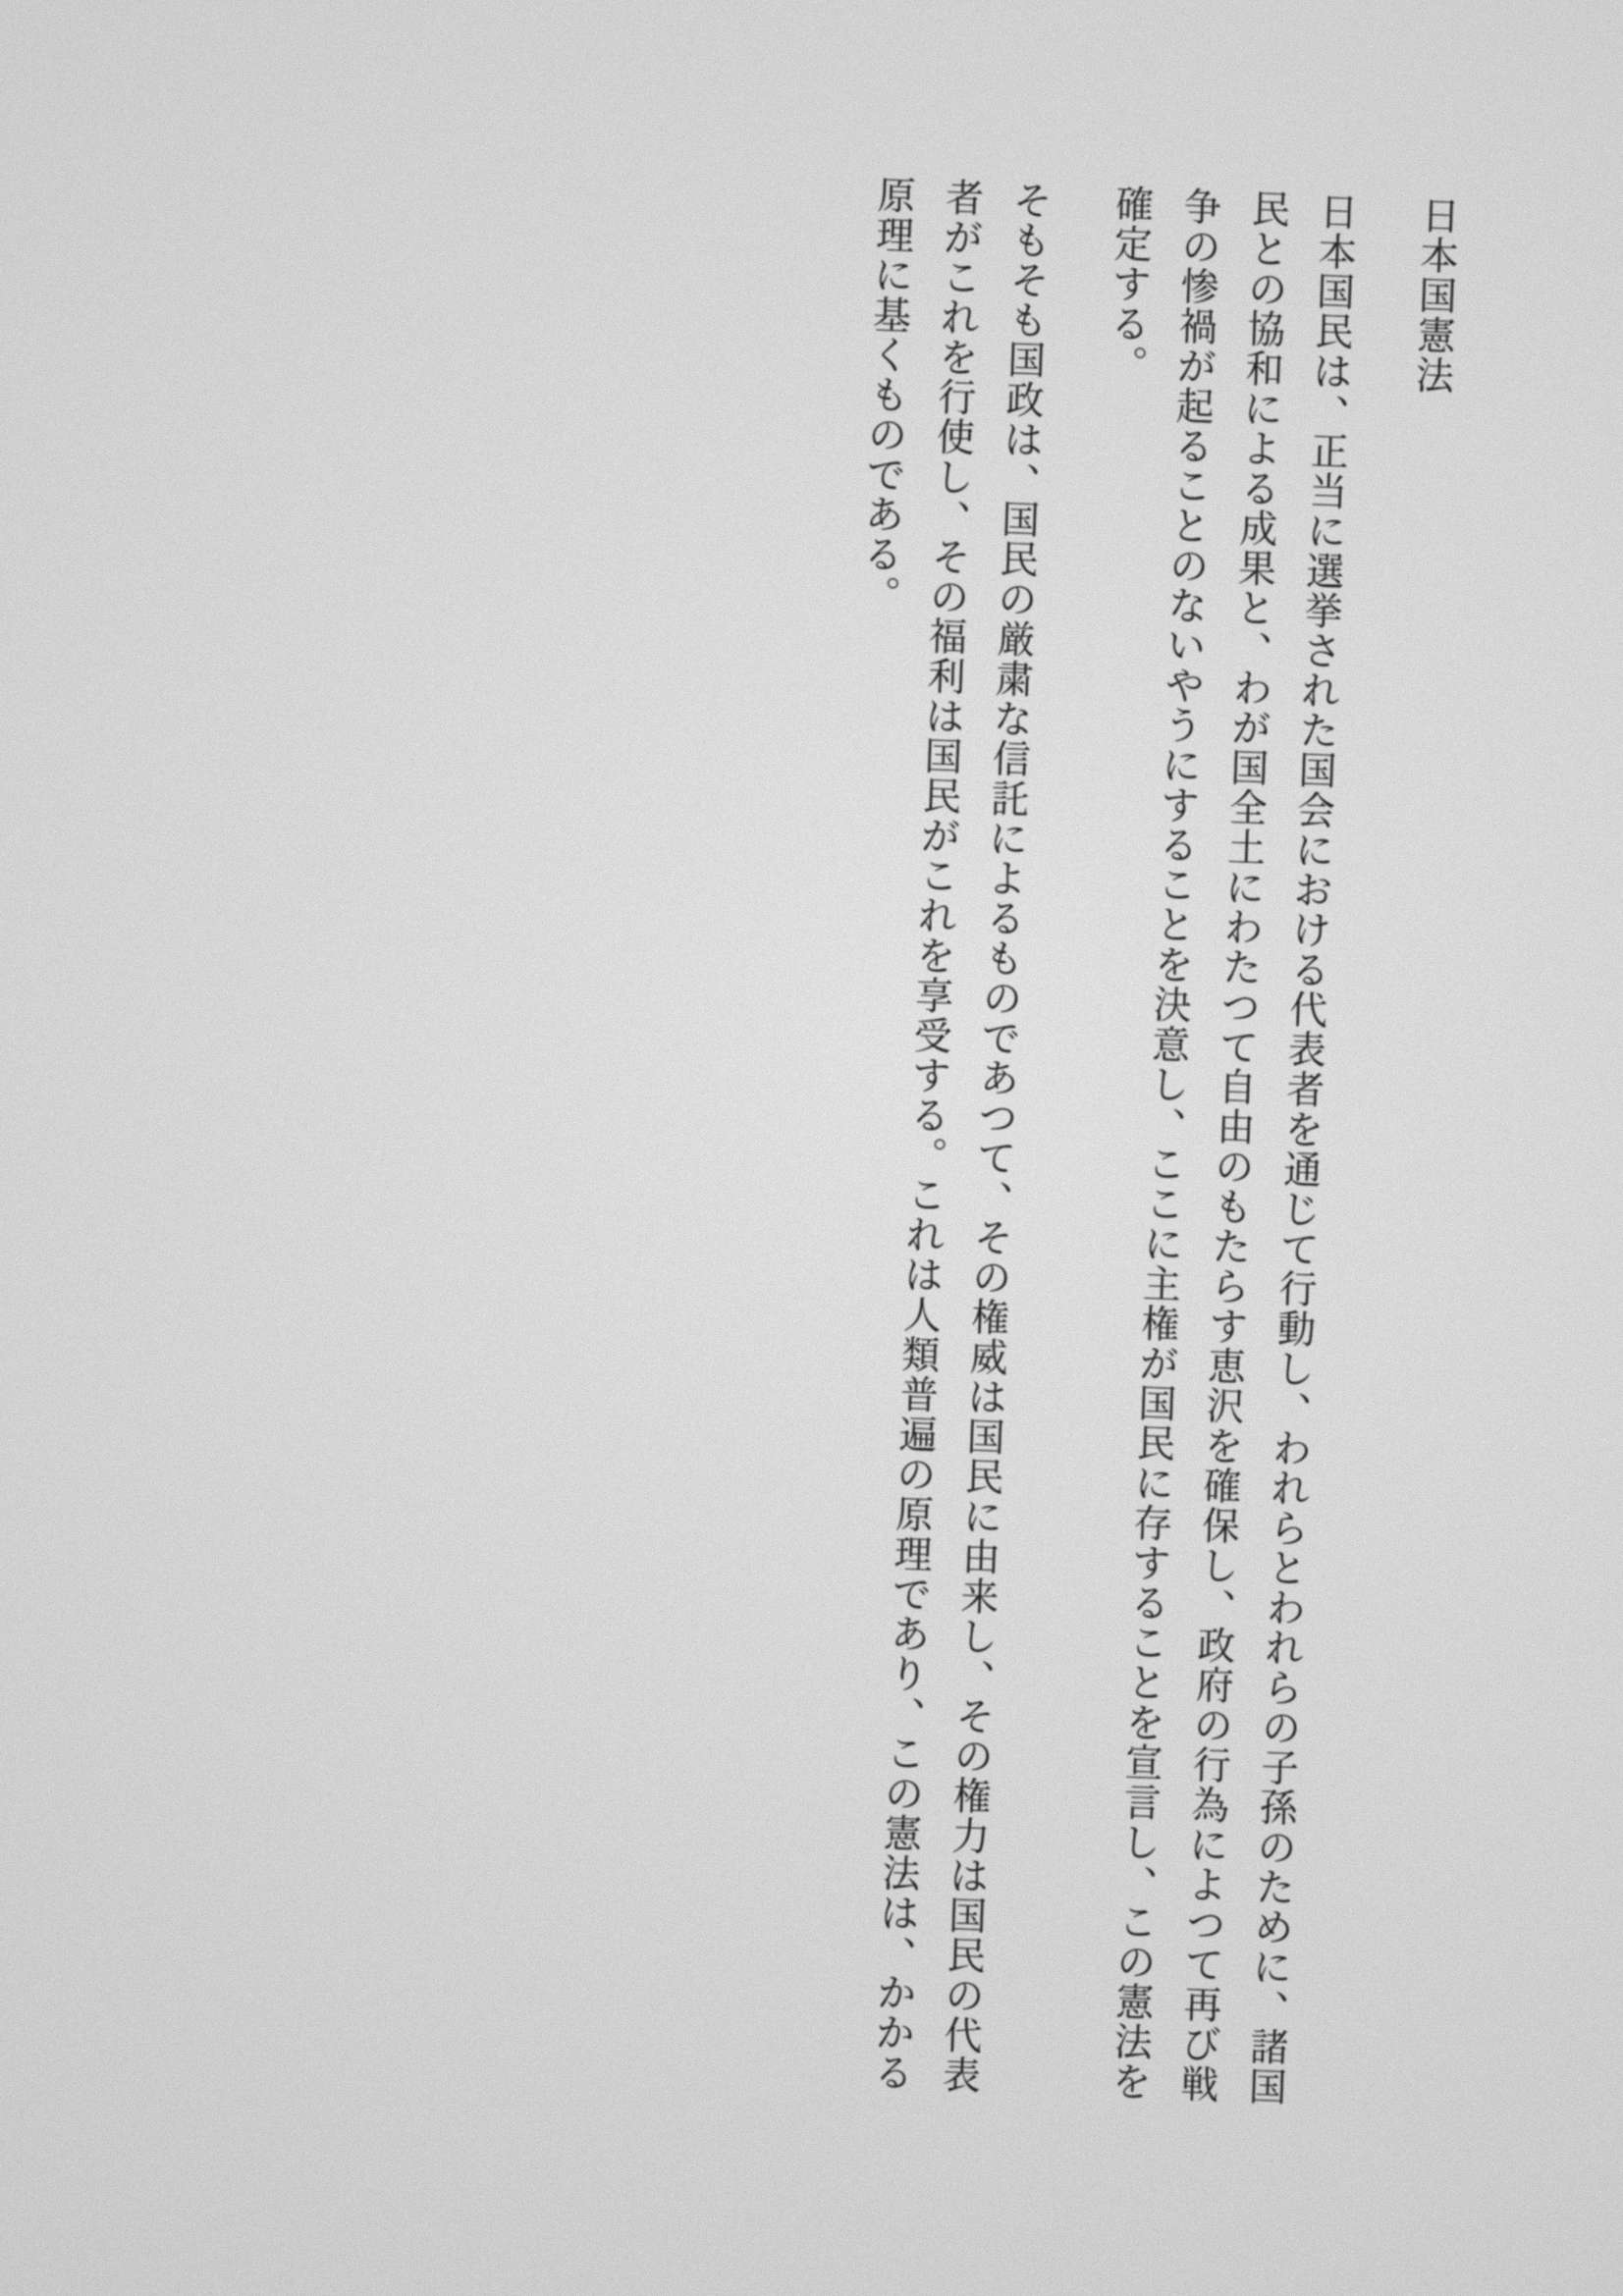 日本国憲法
日本国民は、正当に選挙された国会における代表者を通じて行動し、われらとわれらの子孫のために、諸国
民との協和による成果と、わが国全土にわたつて自由のもたらす恵沢を確保し、政府の行為によつて再び戦
争の惨禍が起ることのないやうにすることを決意し、ここに主権が国民に存することを宣言し、この憲法を
確定する。
そもそも国政は、国民の厳粛な信託によるものであつて、その権威は国民に由来し、その権力は国民の代表
者がこれを行使し、その福利は国民がこれを享受する。これは人類普遍の原理であり、この憲法は、かかる
原理に基くものである。